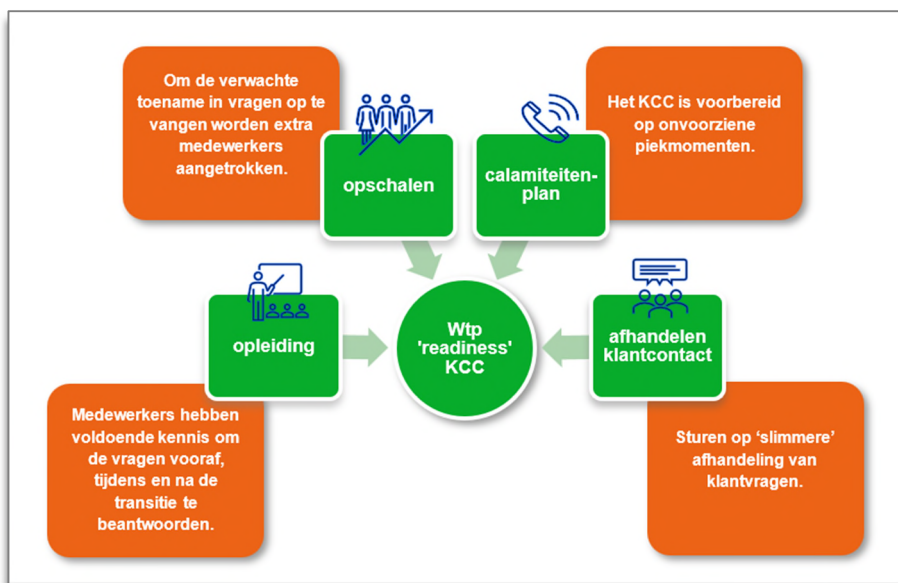 Om de verwachte
toename in vragen op te
vangen worden extra
medewerkers
aangetrokken.
opschalen
calamiteiten-
plan
Het KCC is voorbereid
op onvoorziene
piekmomenten.
opleiding
Wtp
'readiness'
KCC
afhandelen
klantcontact
Medewerkers hebben
voldoende kennis om
de vragen vooraf,
tijdens en na de
transitie te
beantwoorden.
Sturen op ‘slimmere’
afhandeling van
klantvragen.